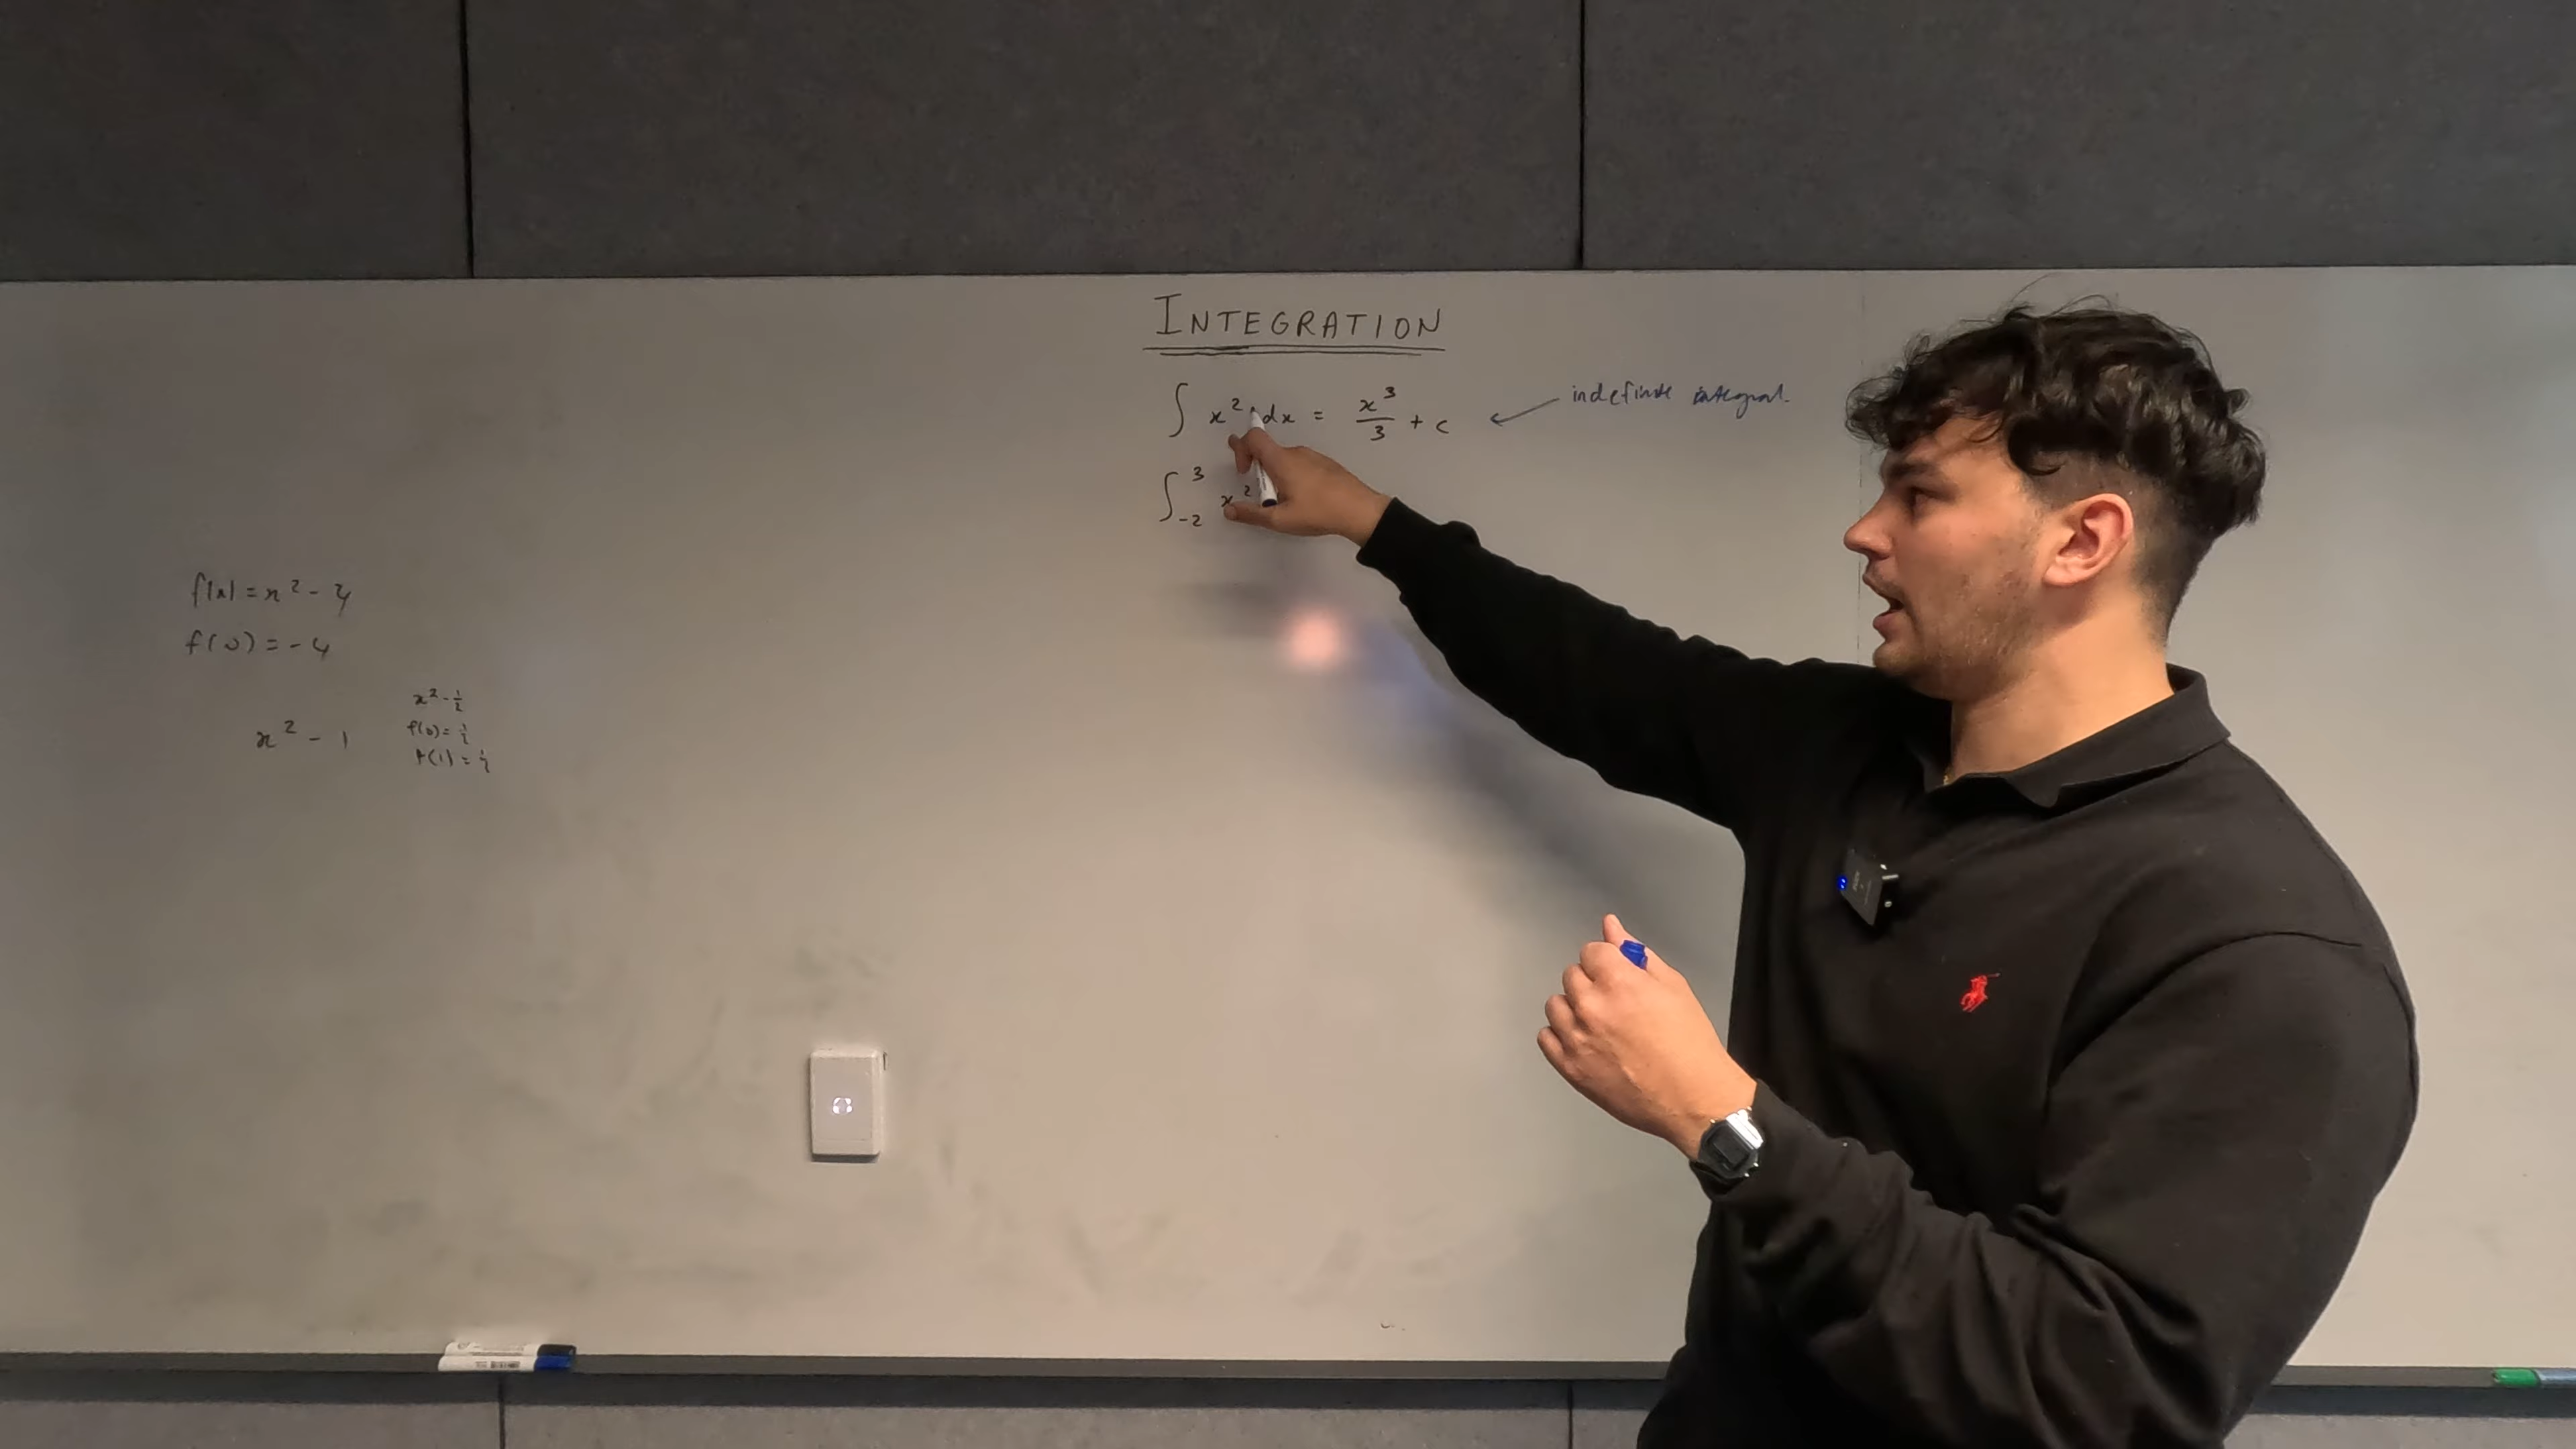 INTEGRATION
∫ x² dx = x³/3 + c
indefinite integral.
∫₋₂³ x²
f(x) = x² - 4
f(0) = -4
x² - 1
x² - 1/2
f(0) = 1/2
f(1) = 1/2